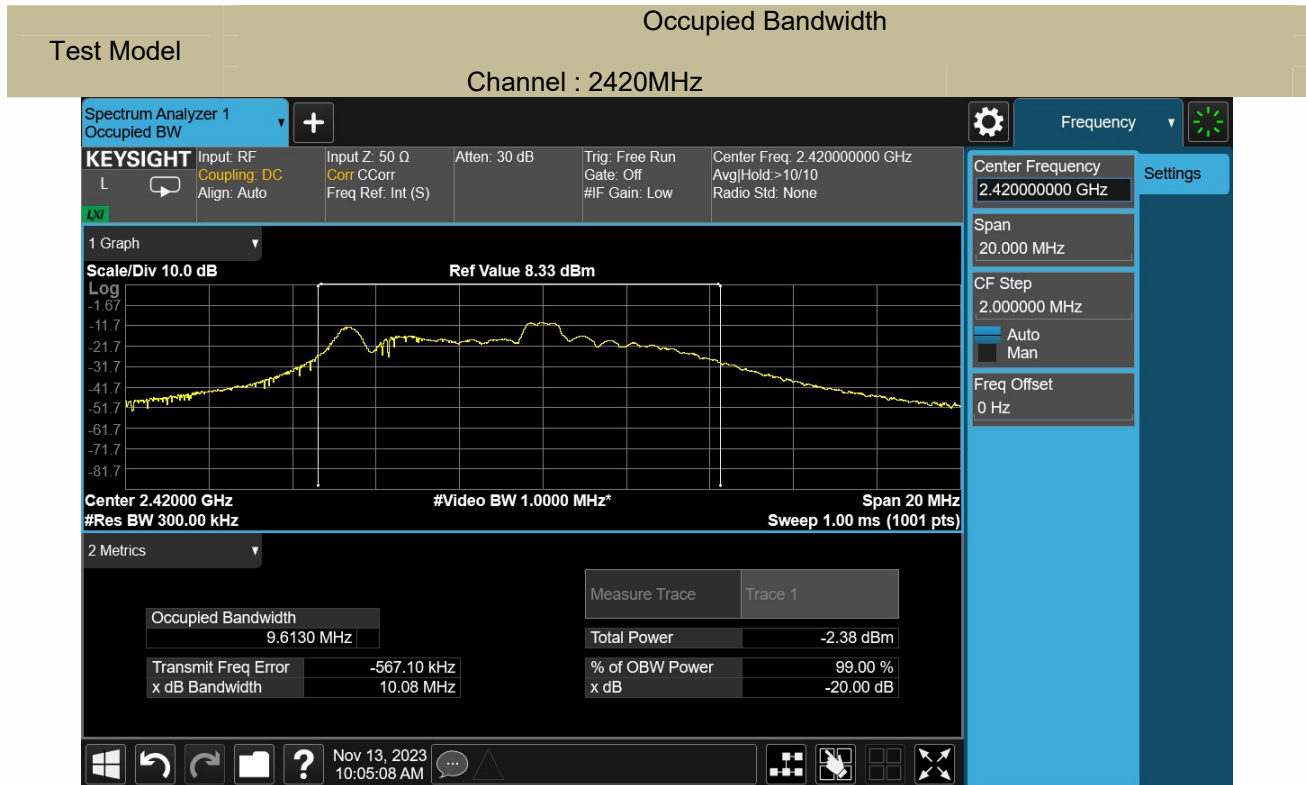 Occupied Bandwidth
Test Model
Channel : 2420MHz
Spectrum Analyzer 1
Occupied BW
Frequency
KEYSIGHT
L
LXI
Input: RF
Coupling: DC
Align: Auto
Input Z: 50 Ω
Corr CCorr
Freq Ref: Int (S)
Atten: 30 dB
Trig: Free Run
Gate: Off
#IF Gain: Low
Center Freq: 2.420000000 GHz
Avg|Hold:>10/10
Radio Std: None
Center Frequency
2.420000000 GHz
Settings
Span
20.000 MHz
CF Step
2.000000 MHz
Auto
Man
Freq Offset
0 Hz
1 Graph
Scale/Div 10.0 dB
Ref Value 8.33 dBm
Log
-1.67
-11.7
-21.7
-31.7
-41.7
-51.7
-61.7
-71.7
-81.7
Center 2.42000 GHz
#Video BW 1.0000 MHz*
Span 20 MHz
#Res BW 300.00 kHz
Sweep 1.00 ms (1001 pts)
2 Metrics
Measure Trace
Trace 1
Occupied Bandwidth
9.6130 MHz
Total Power
-2.38 dBm
Transmit Freq Error
-567.10 kHz
% of OBW Power
99.00 %
x dB Bandwidth
10.08 MHz
x dB
-20.00 dB
?
Nov 13, 2023
10:05:08 AM